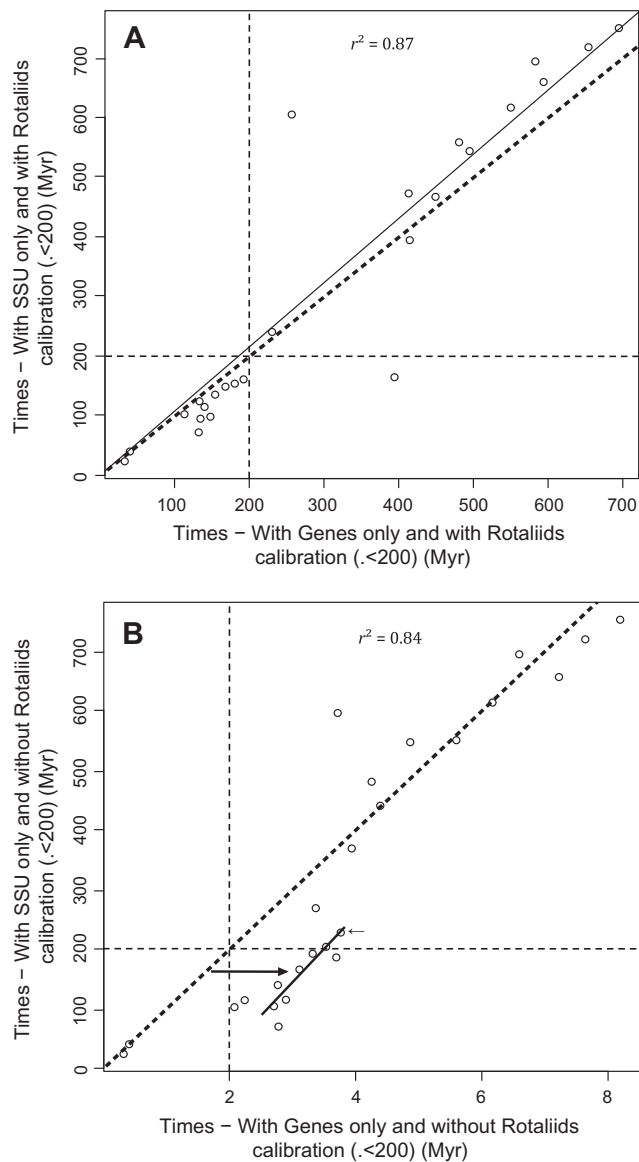 A
r² = 0.87
700
600
500
400
300
200
100
0
Times − With SSU only and with Rotaliids
calibration (.<200) (Myr)
100 200 300 400 500 600 700
Times − With Genes only and with Rotaliids
calibration (.<200) (Myr)
B
r² = 0.84
700
600
500
400
300
200
100
0
Times − With SSU only and without Rotaliids
calibration (.<200) (Myr)
2 4 6 8
Times − With Genes only and without Rotaliids
calibration (.<200) (Myr)